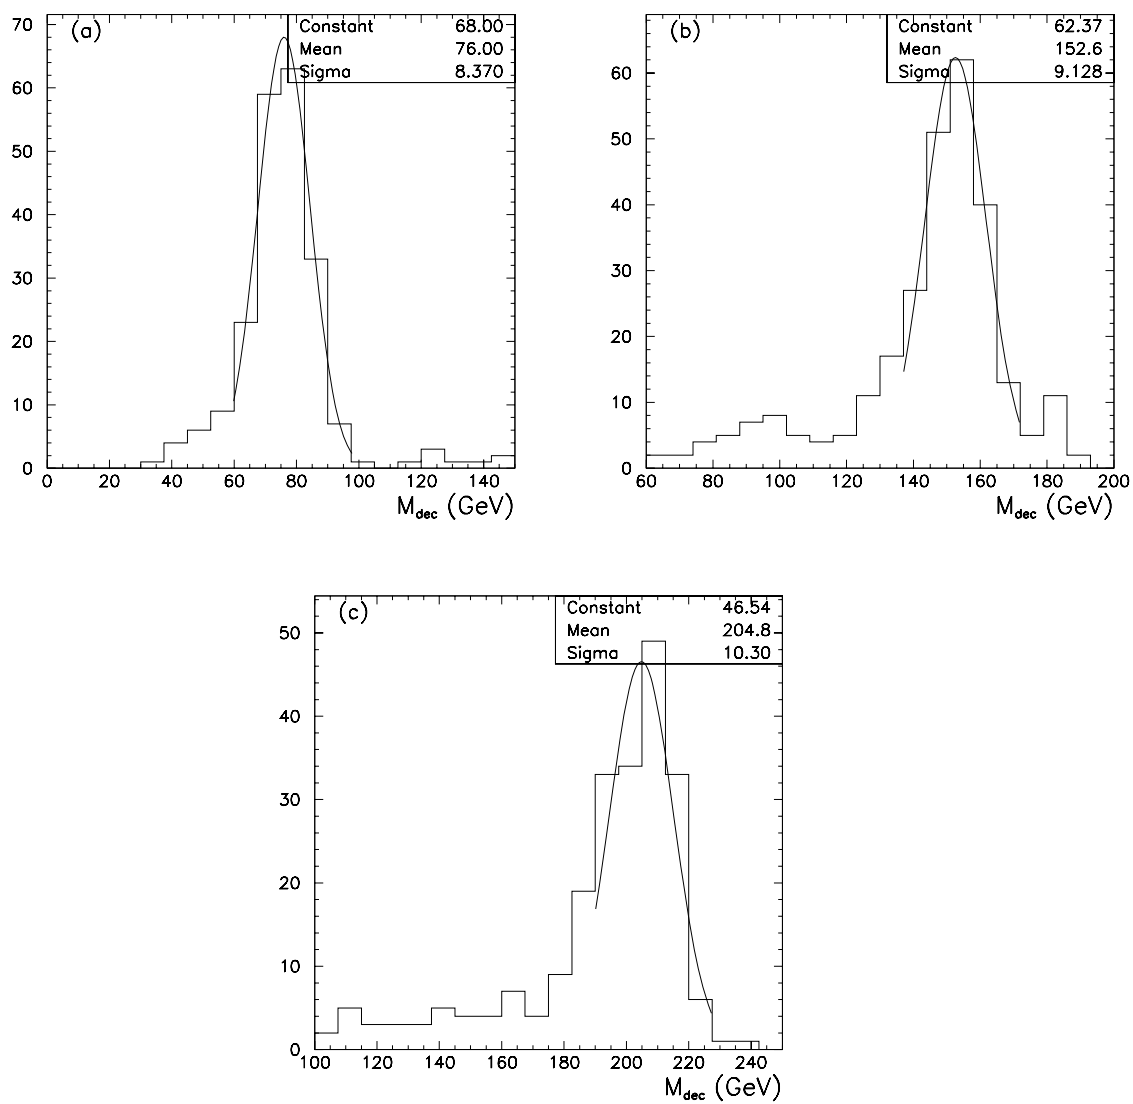 (a)
Constant 68.00
Mean 76.00
Sigma 8.370
70
60
50
40
30
20
10
0
0 20 40 60 80 100 120 140
M_dec (GeV)
(b)
Constant 62.37
Mean 152.6
Sigma 9.128
60
50
40
30
20
10
0
60 80 100 120 140 160 180 200
M_dec (GeV)
(c)
Constant 46.54
Mean 204.8
Sigma 10.30
50
40
30
20
10
0
100 120 140 160 180 200 220 240
M_dec (GeV)